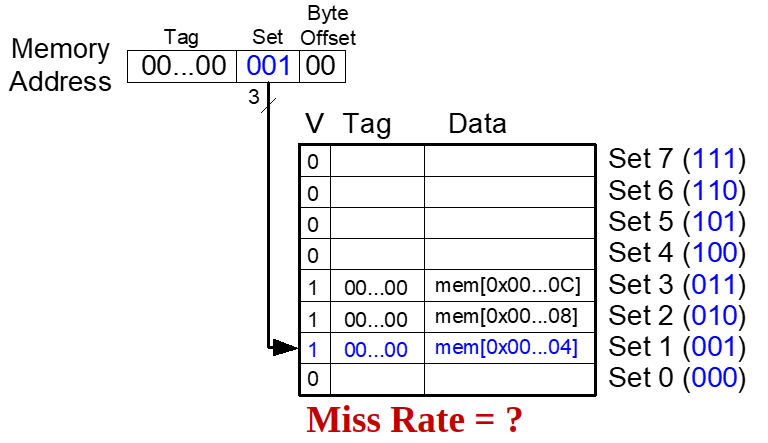 Memory Address
Tag Set Byte Offset
00...00 001 00
3
V Tag Data
0 Set 7 (111)
0 Set 6 (110)
0 Set 5 (101)
0 Set 4 (100)
1 00...00 mem[0x00...0C] Set 3 (011)
1 00...00 mem[0x00...08] Set 2 (010)
1 00...00 mem[0x00...04] Set 1 (001)
0 Set 0 (000)
Miss Rate = ?